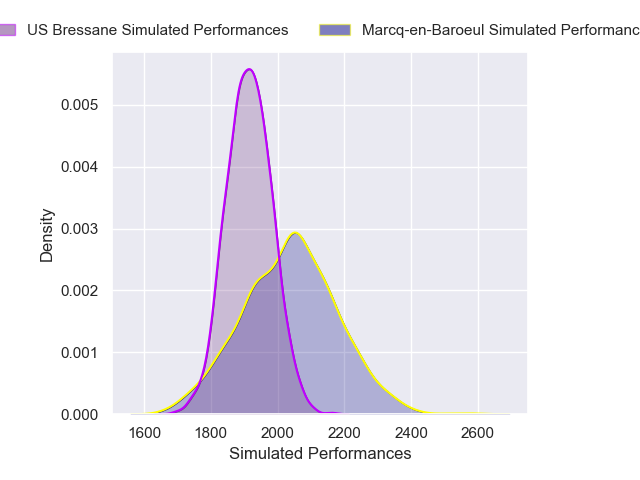 US Bressane Simulated Performances
Marcq-en-Baroeul Simulated Performanc
0.005
0.004
0.003
0.002
0.001
0.000
Density
1600 1800 2000 2200 2400 2600
Simulated Performances